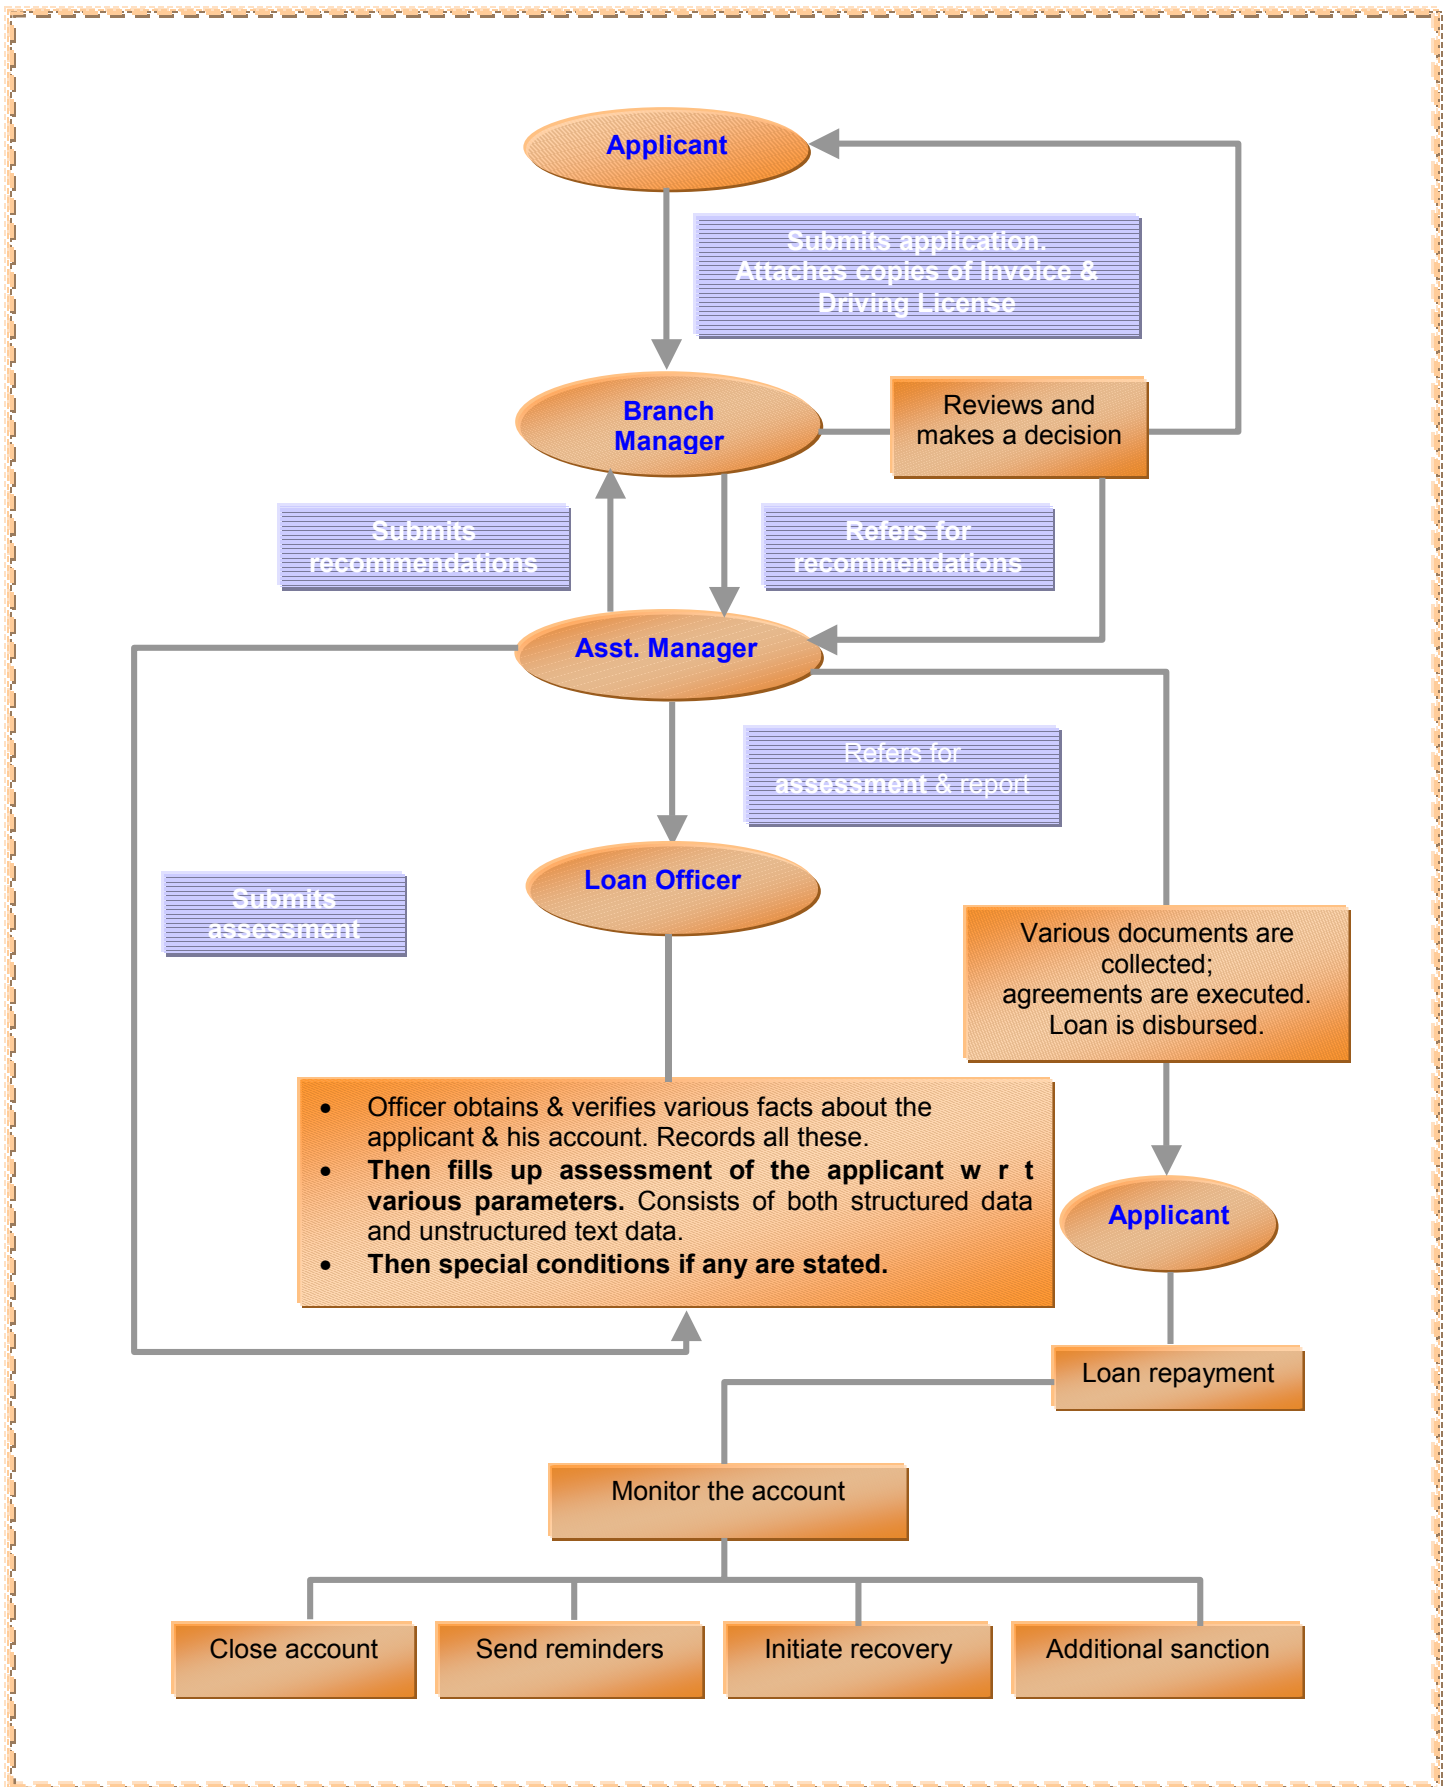 Applicant
Submits application.
Attaches copies of Invoice &
Driving License
Branch
Manager
Reviews and
makes a decision
Submits
recommendations
Refers for
recommendations
Asst. Manager
Refers for
assessment & report
Loan Officer
Submits
assessment
Various documents are
collected;
agreements are executed.
Loan is disbursed.
• Officer obtains & verifies various facts about the
applicant & his account. Records all these.
• Then fills up assessment of the applicant w r t
various parameters. Consists of both structured data
and unstructured text data.
• Then special conditions if any are stated.
Applicant
Loan repayment
Monitor the account
Close account
Send reminders
Initiate recovery
Additional sanction